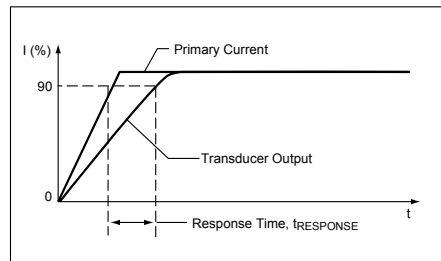 I (%)
Primary Current
90
Transducer Output
0
t
Response Time, tRESPONSE